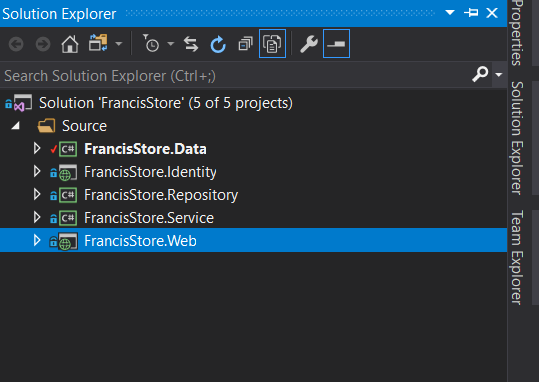 Solution Explorer
Search Solution Explorer (Ctrl+;)
Solution 'FrancisStore' (5 of 5 projects)
Source
C# FrancisStore.Data
FrancisStore.Identity
C# FrancisStore.Repository
C# FrancisStore.Service
FrancisStore.Web
Properties
Solution Explorer
Team Explorer